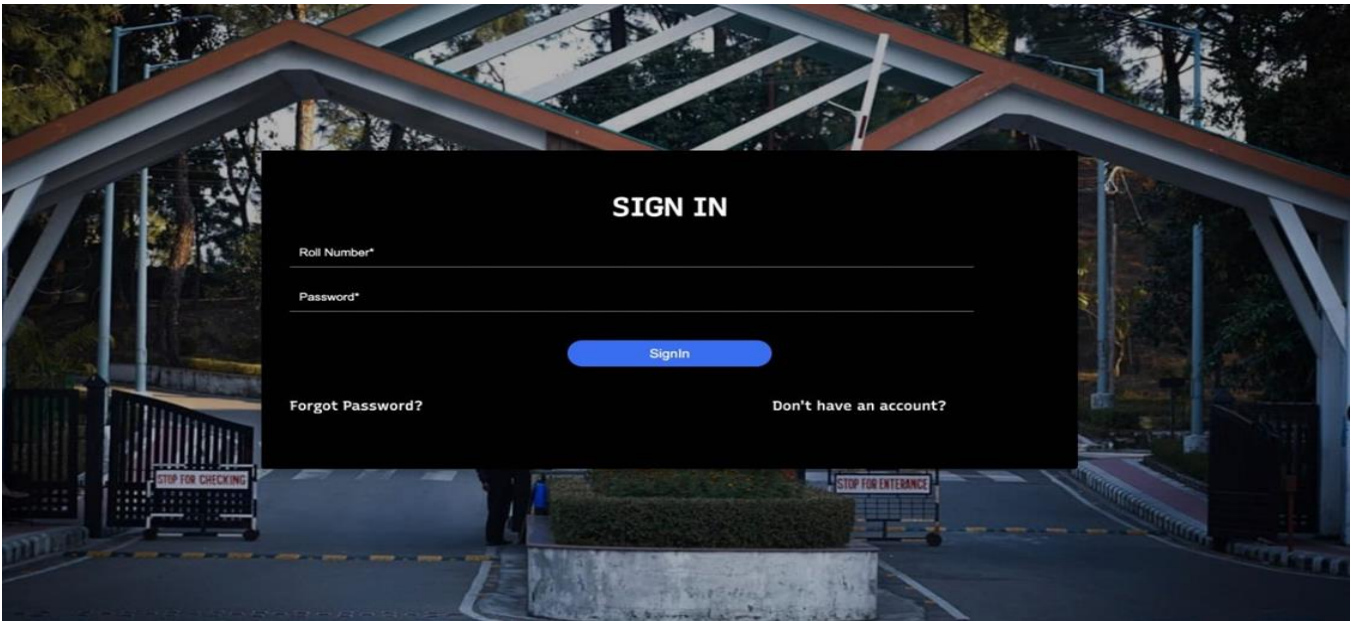 SIGN IN
Roll Number*
Password*
SignIn
Forgot Password?
Don't have an account?
STOP FOR CHECKING
STOP FOR ENTERANCE